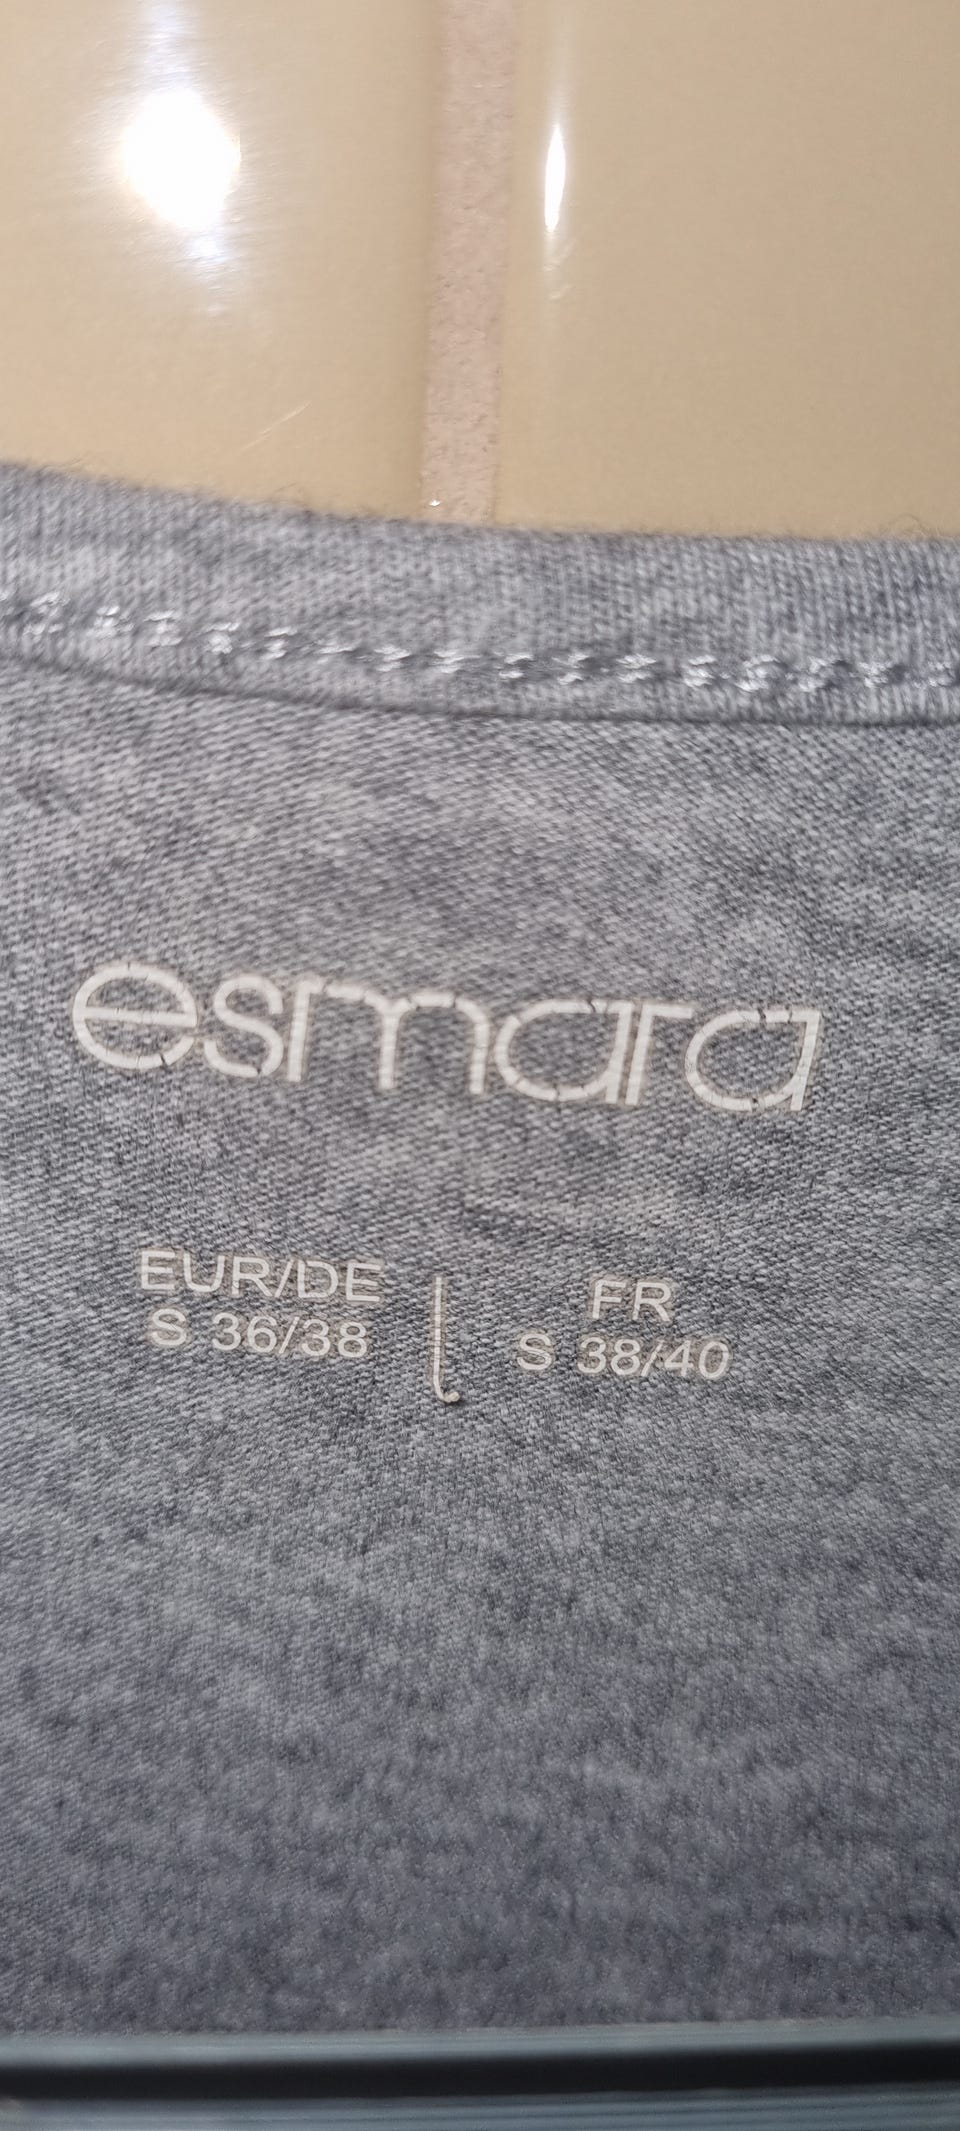 esmara
EUR/DE
S 36/38
FR
S 38/40